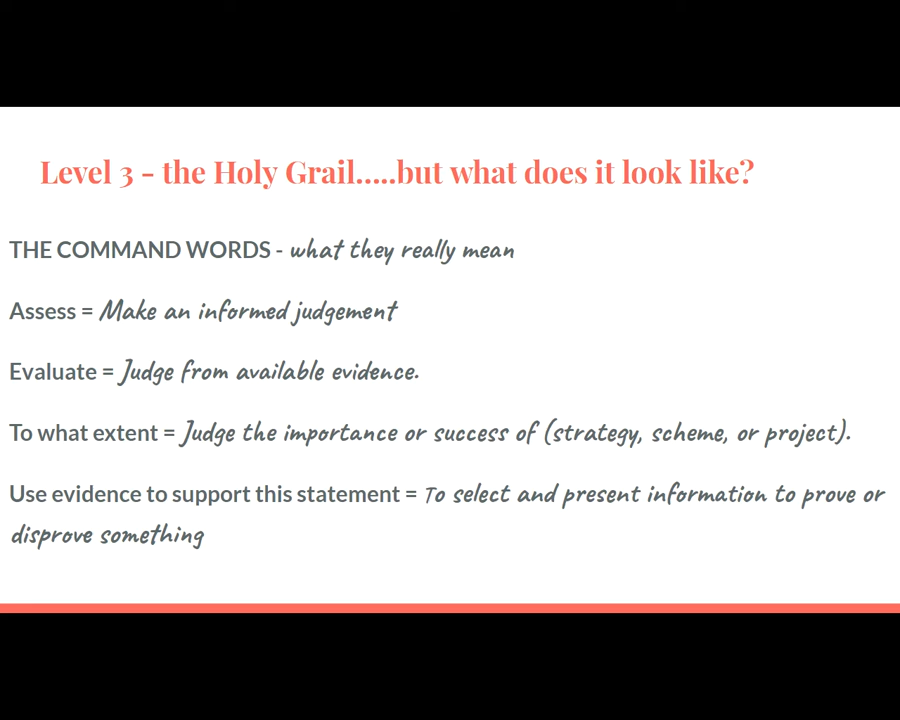 Level 3 - the Holy Grail.....but what does it look like?
THE COMMAND WORDS - what they really mean
Assess = Make an informed judgement
Evaluate = Judge from available evidence.
To what extent = Judge the importance or success of (strategy, scheme, or project).
Use evidence to support this statement = To select and present information to prove or
disprove something